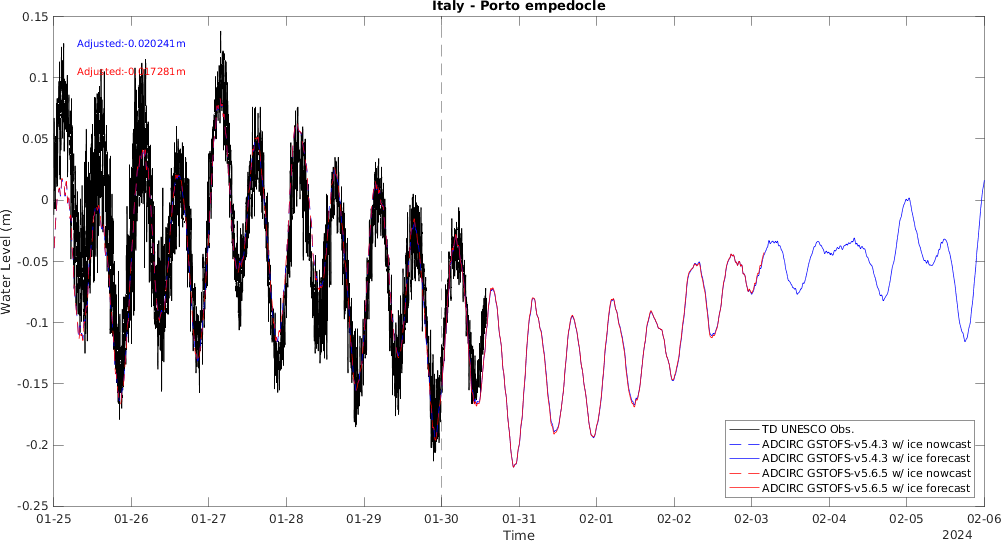 Italy - Porto empedocle
0.15
Adjusted:-0.020241m
Adjusted:-0.017281m
0.1
0.05
0
-0.05
-0.1
-0.15
-0.2
-0.25
Water Level (m)
TD UNESCO Obs.
ADCIRC GSTOFS-v5.4.3 w/ ice nowcast
ADCIRC GSTOFS-v5.4.3 w/ ice forecast
ADCIRC GSTOFS-v5.6.5 w/ ice nowcast
ADCIRC GSTOFS-v5.6.5 w/ ice forecast
01-25 01-26 01-27 01-28 01-29 01-30 01-31 02-01 02-02 02-03 02-04 02-05 02-06
Time
2024